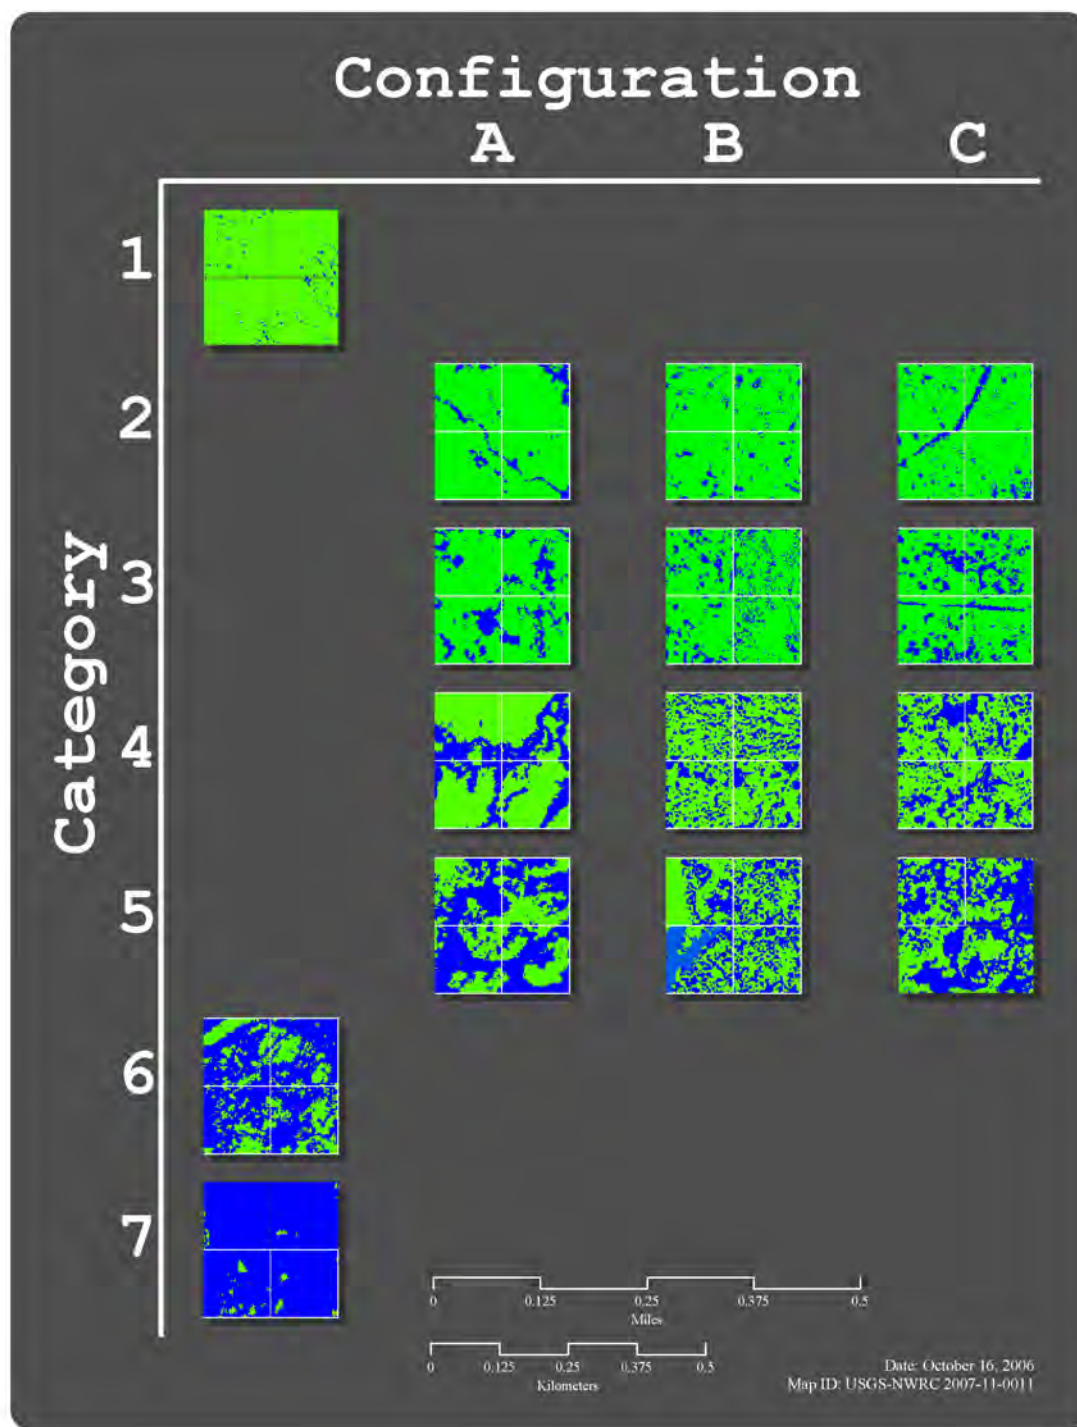 Configuration
A B C
Category
1
2
3
4
5
6
7
0 0.125 0.25 0.375 0.5
Miles
0 0.125 0.25 0.375 0.5
Kilometers
Date: October 16, 2006
Map ID: USGS-NWRC 2007-11-0011